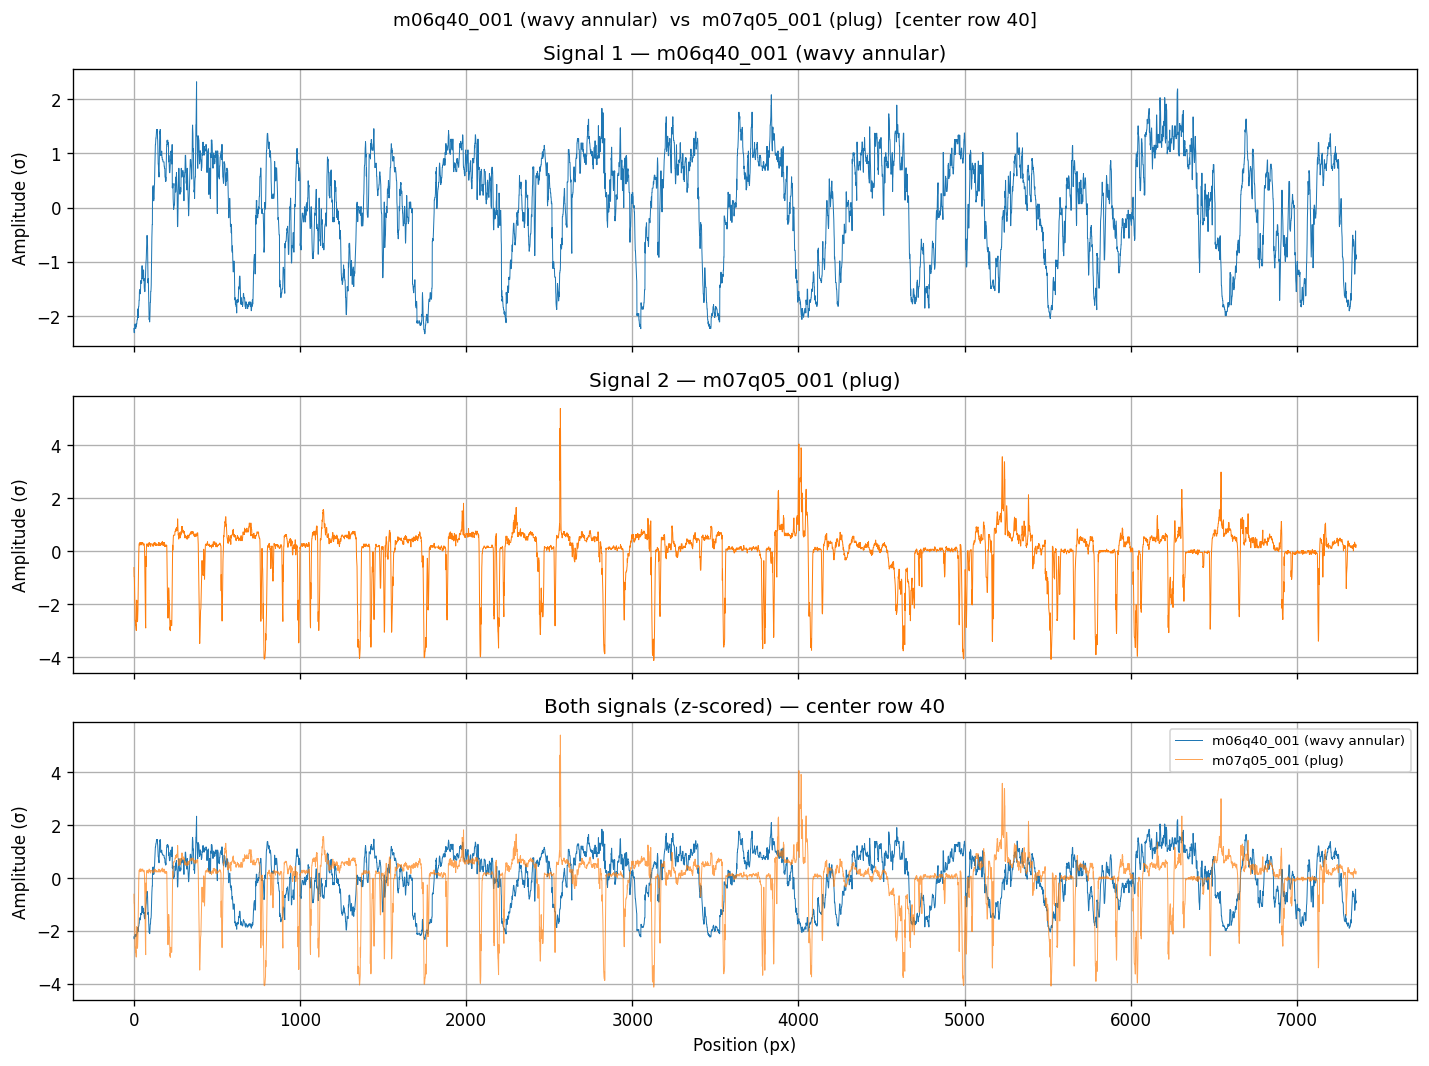 m06q40_001 (wavy annular)  vs  m07q05_001 (plug)  [center row 40]
Signal 1 — m06q40_001 (wavy annular)
Amplitude (σ)
2
1
0
−1
−2
Signal 2 — m07q05_001 (plug)
Amplitude (σ)
4
2
0
−2
−4
Both signals (z-scored) — center row 40
m06q40_001 (wavy annular)
m07q05_001 (plug)
Amplitude (σ)
4
2
0
−2
−4
0 1000 2000 3000 4000 5000 6000 7000
Position (px)